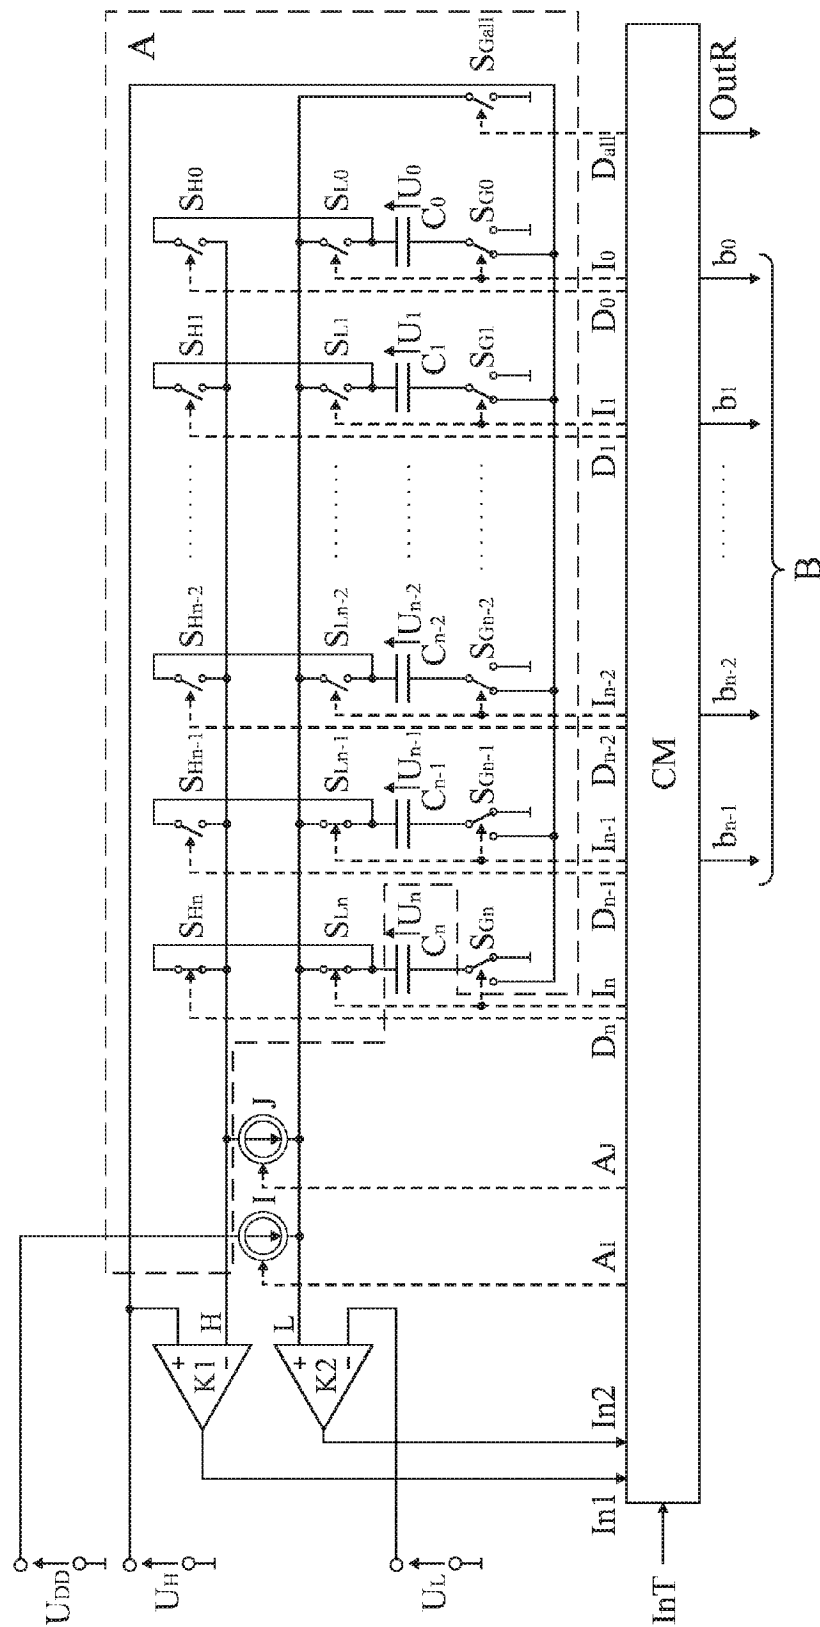 A
SGall
SH0
SH1
SHn-2
SHn-1
SHn
SL0
SL1
SLn-2
SLn-1
SLn
U0
C0
U1
C1
Un-2
Cn-2
Un-1
Cn-1
Un
Cn
SG0
SG1
SGn-2
SGn-1
SGn
J
I
H
L
+
K1
−
+
K2
−
UDD
UH
UL
In1
In2
AI
AJ
Dn
In
Dn-1
In-1
Dn-2
In-2
D1
I1
D0
I0
Dall
CM
InT
bn-1
bn-2
b1
b0
OutR
B